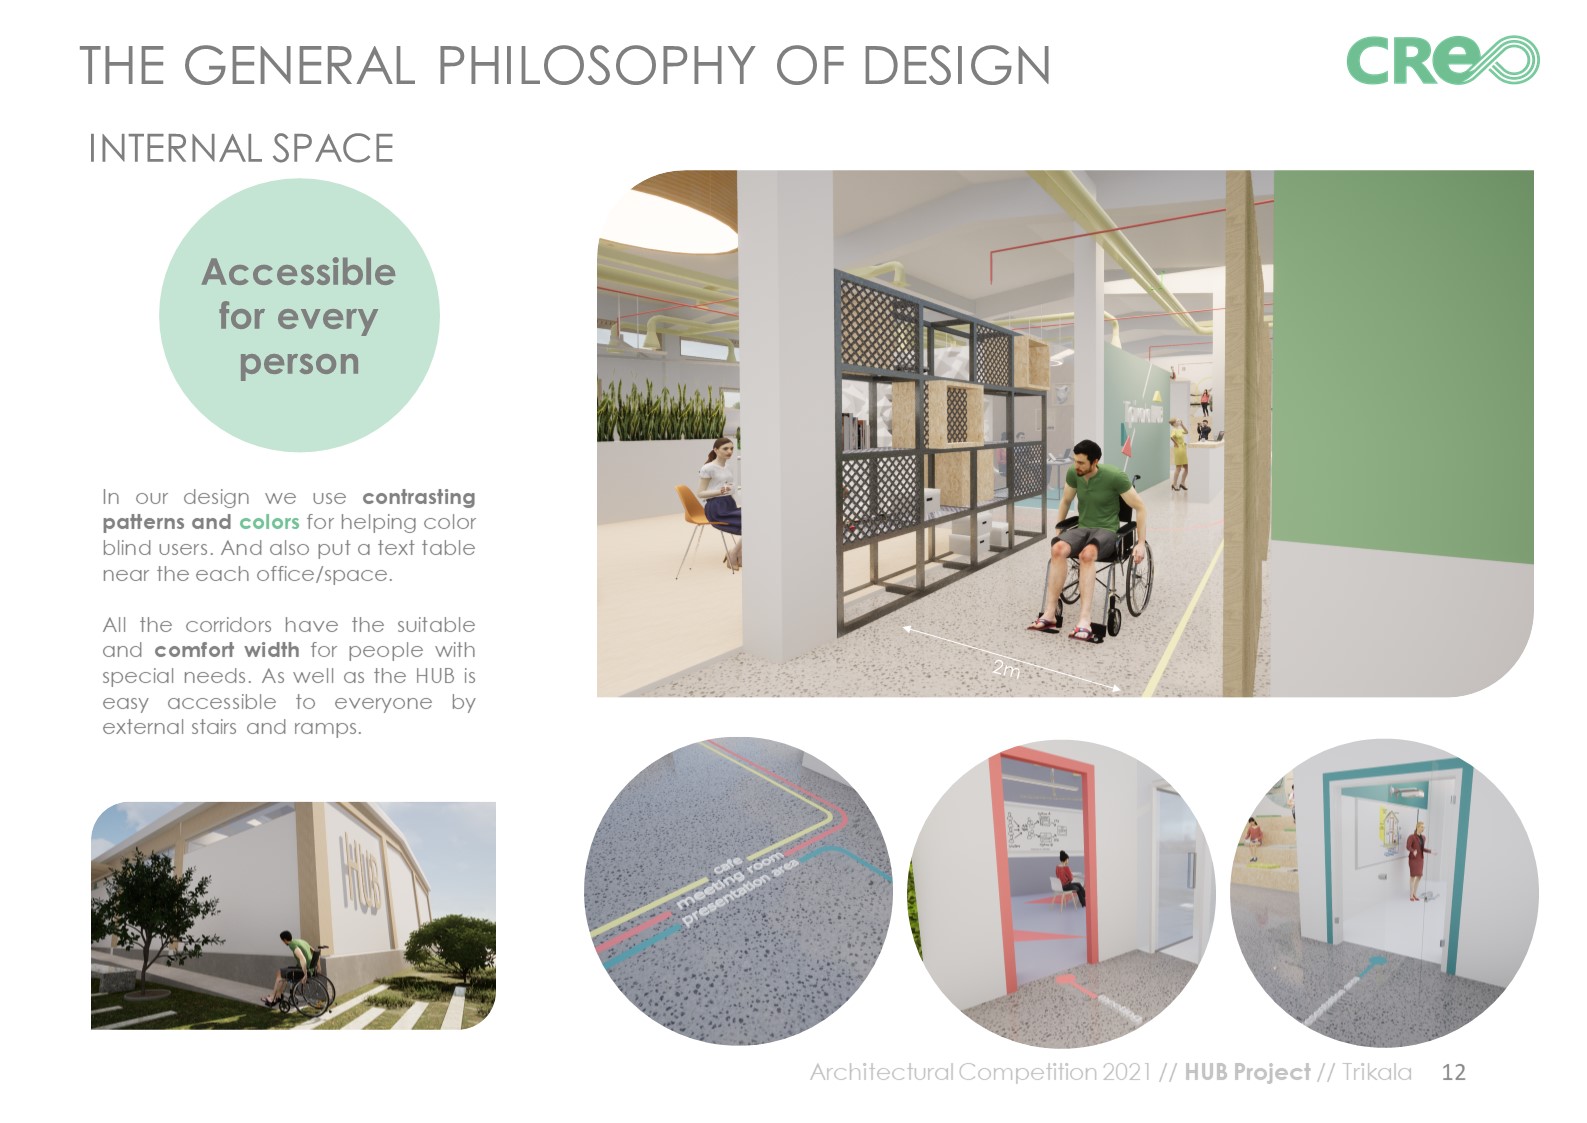 THE GENERAL PHILOSOPHY OF DESIGN
CREO
INTERNAL SPACE
Accessible
for every
person
In our design we use contrasting
patterns and colors for helping color
blind users. And also put a text table
near the each office/space.
All the corridors have the suitable
and comfort width for people with
special needs. As well as the HUB is
easy accessible to everyone by
external stairs and ramps.
2m
HUB
cafe
meeting room
presentation area
Architectural Competition 2021 // HUB Project // Trikala 12